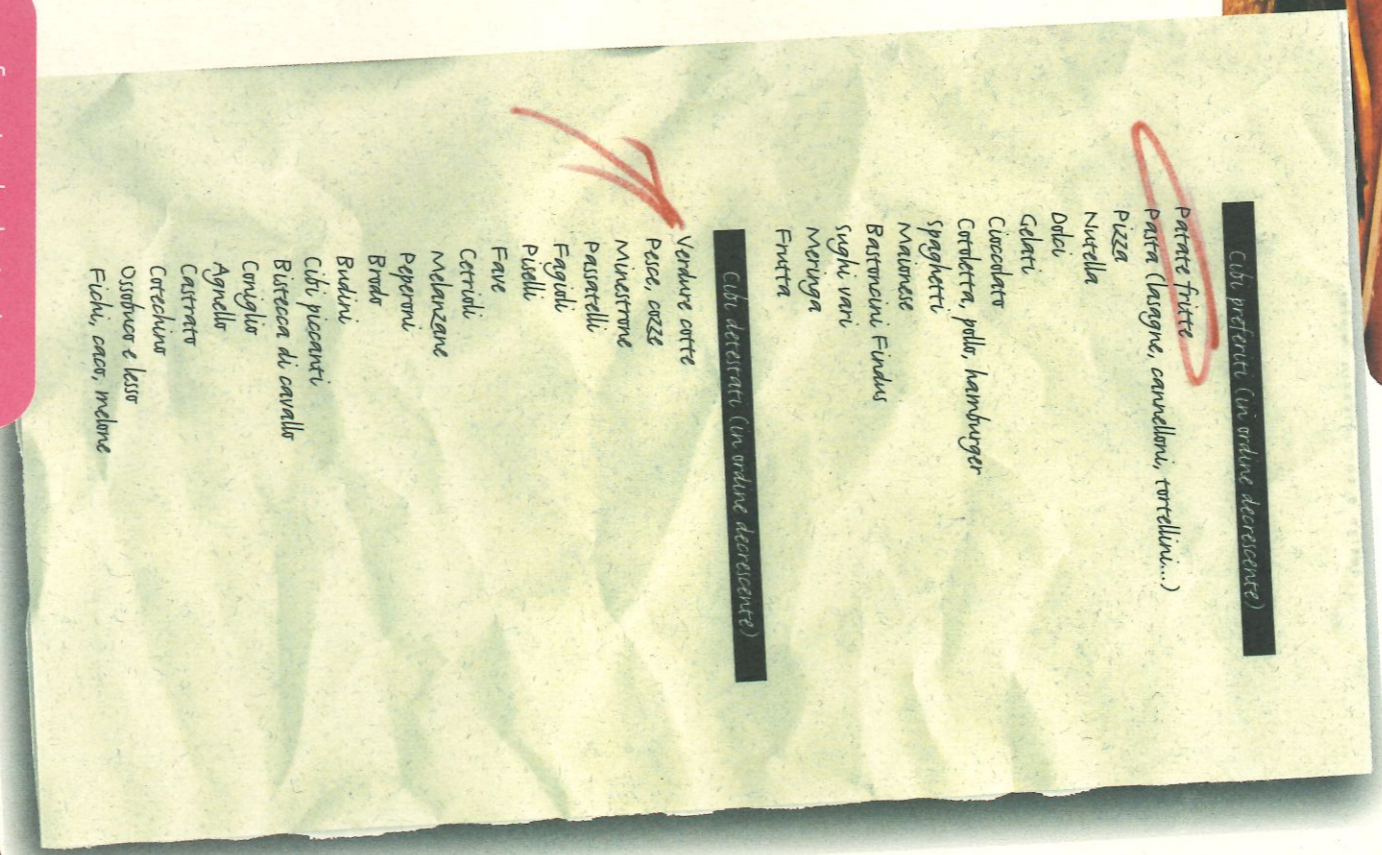 Cibi preferiti (in ordine decrescente)
Patate fritte
Pasta (lasagne, cannelloni, tortellini...)
Pizza
Nutella
Dolci
Gelati
Cioccolato
Cotoletta, pollo, hamburger
Spaghetti
Maionese
Bastoncini Findus
Sughi vari
Meringa
Frutta
Cibi detestati (in ordine decrescente)
Verdure cotte
Pesce, cozze
Minestrone
Passatelli
Fagioli
Piselli
Fave
Cetrioli
Melanzane
Peperoni
Brodo
Budini
Cibi piccanti
Bistecca di cavallo
Coniglio
Agnello
Castrato
Cotechino
Ossobuco e lesso
Fichi, caco, melone